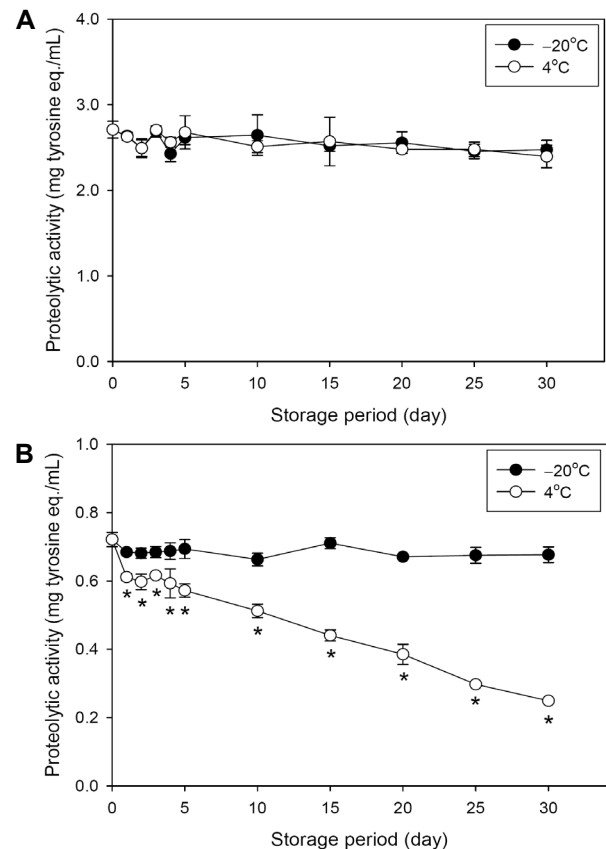 A
4.0
3.0
2.0
1.0
0.0
Proteolytic activity (mg tyrosine eq./mL)
−20°C
4°C
0 5 10 15 20 25 30
Storage period (day)
B
1.0
0.8
0.6
0.4
0.2
0.0
Proteolytic activity (mg tyrosine eq./mL)
−20°C
4°C
* * * * * * * * * *
0 5 10 15 20 25 30
Storage period (day)